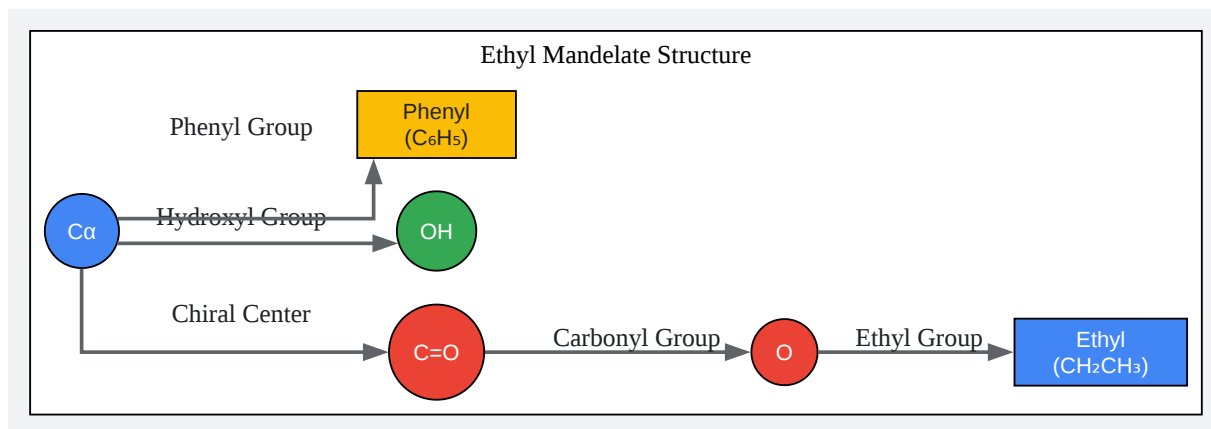 Ethyl Mandelate Structure
Phenyl Group
Phenyl
(C₆H₅)
Cα
Hydroxyl Group
OH
Chiral Center
C=O
Carbonyl Group
O
Ethyl Group
Ethyl
(CH₂CH₃)